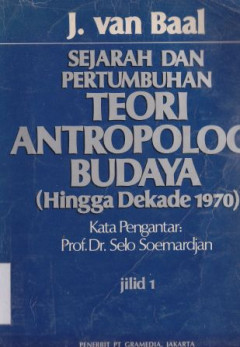 J. van Baal
SEJARAH DAN
PERTUMBUHAN
TEORI
ANTROPOLOG
BUDAYA
(Hingga Dekade 1970)
Kata Pengantar:
Prof. Dr. Selo Soemardjan
jilid 1
PENERBIT PT GRAMEDIA, JAKARTA